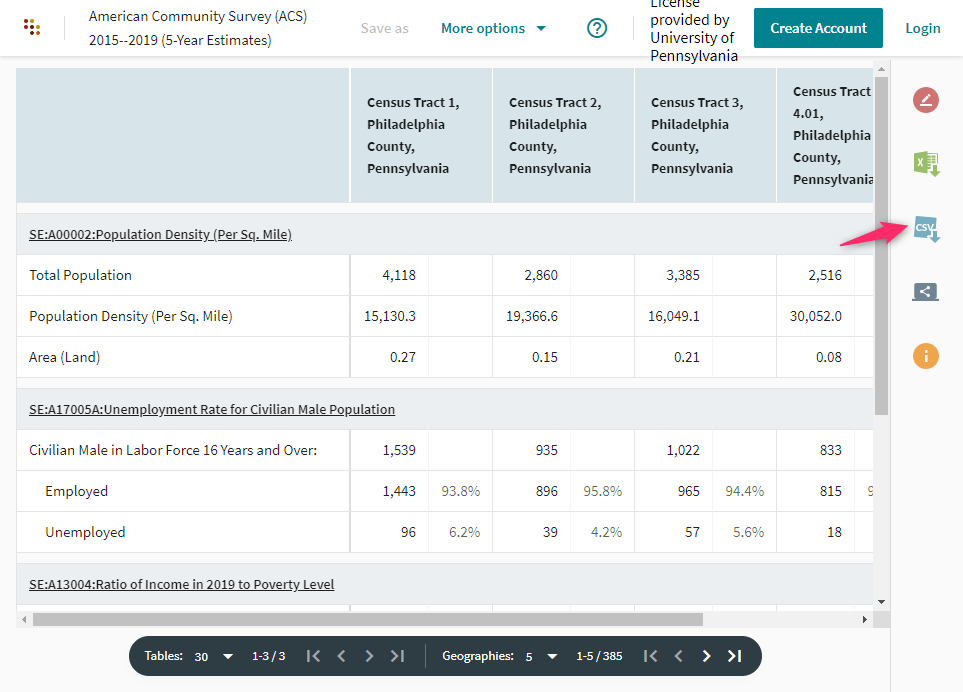 American Community Survey (ACS)
2015--2019 (5-Year Estimates)
Save as
More options
?
License
provided by
University of
Pennsylvania
Create Account
Login
Census Tract 1,
Philadelphia
County,
Pennsylvania
Census Tract 2,
Philadelphia
County,
Pennsylvania
Census Tract 3,
Philadelphia
County,
Pennsylvania
Census Tract
4.01,
Philadelphia
County,
Pennsylvania
SE:A00002:Population Density (Per Sq. Mile)
Total Population 4,118 2,860 3,385 2,516
Population Density (Per Sq. Mile) 15,130.3 19,366.6 16,049.1 30,052.0
Area (Land) 0.27 0.15 0.21 0.08
SE:A17005A:Unemployment Rate for Civilian Male Population
Civilian Male in Labor Force 16 Years and Over: 1,539 935 1,022 833
Employed 1,443 93.8% 896 95.8% 965 94.4% 815 9
Unemployed 96 6.2% 39 4.2% 57 5.6% 18
SE:A13004:Ratio of Income in 2019 to Poverty Level
X
CSV
i
Tables: 30 1-3 / 3 Geographies: 5 1-5 / 385